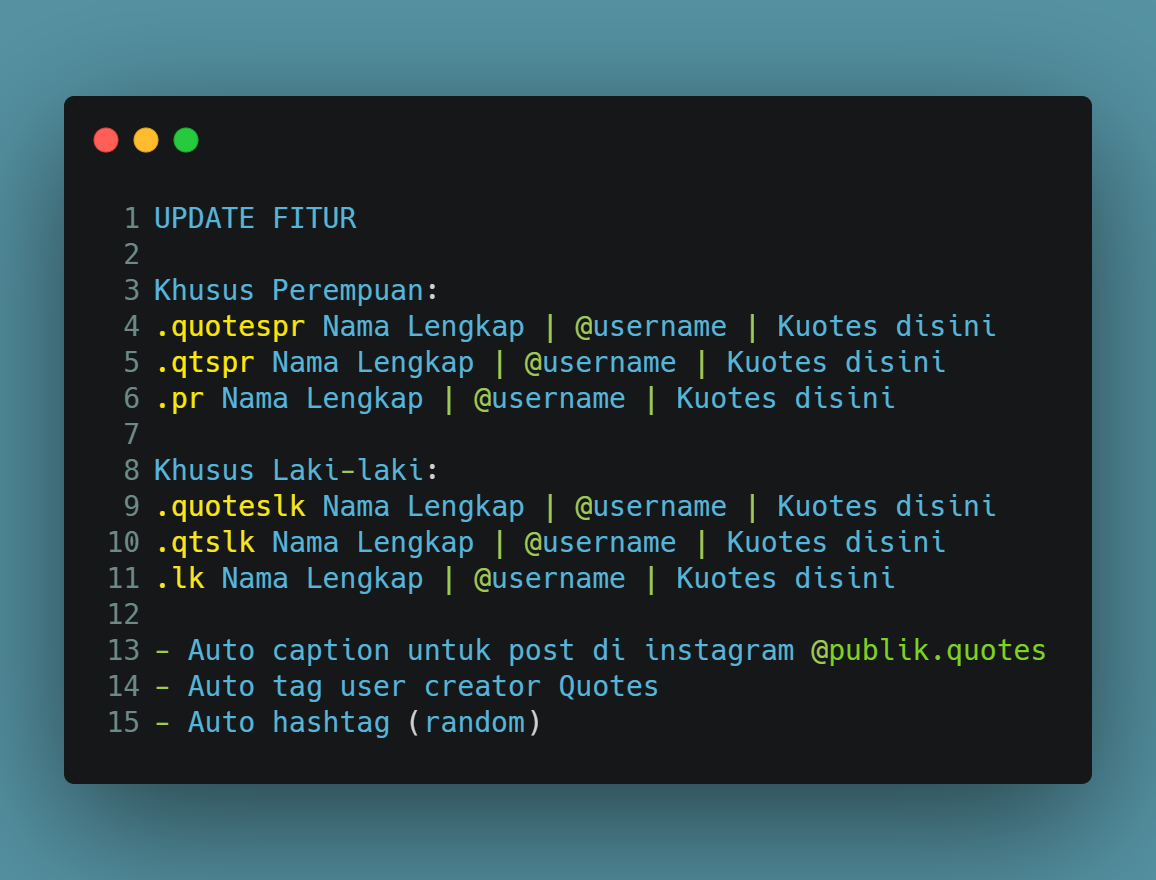 1 UPDATE FITUR
2
3 Khusus Perempuan:
4 .quotespr Nama Lengkap | @username | Kuotes disini
5 .qtspr Nama Lengkap | @username | Kuotes disini
6 .pr Nama Lengkap | @username | Kuotes disini
7
8 Khusus Laki-laki:
9 .quoteslk Nama Lengkap | @username | Kuotes disini
10 .qtslk Nama Lengkap | @username | Kuotes disini
11 .lk Nama Lengkap | @username | Kuotes disini
12
13 - Auto caption untuk post di instagram @publik.quotes
14 - Auto tag user creator Quotes
15 - Auto hashtag (random)